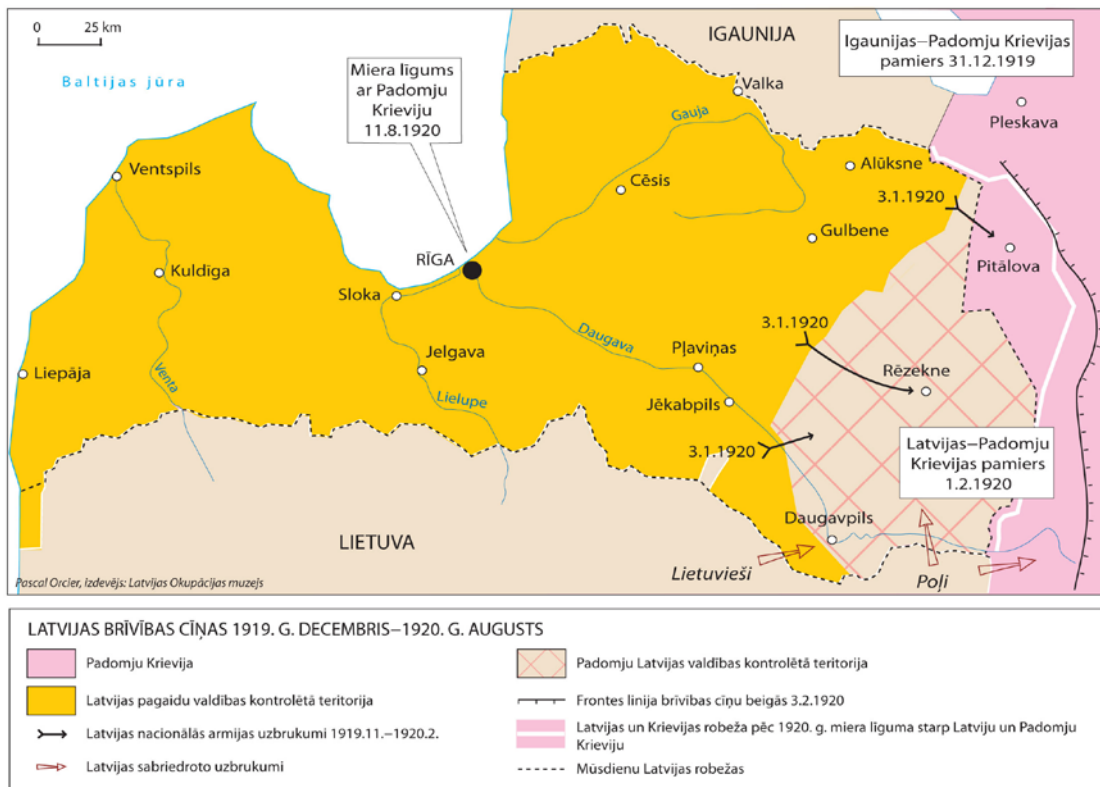 0 25 km
Baltijas jūra
IGAUNIJA
Igaunijas–Padomju Krievijas
pamiers 31.12.1919
Miera līgums
ar Padomju
Krieviju
11.8.1920
Valka
Pleskava
Gauja
Ventspils
Alūksne
Cēsis
3.1.1920
Gulbene
Pitālova
RĪGA
Kuldīga
Sloka
Daugava
3.1.1920
Pļaviņas
Jelgava
Liepāja
Venta
Rēzekne
Lielupe
Jēkabpils
3.1.1920
Latvijas–Padomju
Krievijas pamiers
1.2.1920
Daugavpils
LIETUVA
Lietuvieši
Poļi
Pascal Orcier, izdevējs: Latvijas Okupācijas muzejs
LATVIJAS BRĪVĪBAS CĪŅAS 1919. G. DECEMBRIS–1920. G. AUGUSTS
Padomju Krievija
Latvijas pagaidu valdības kontrolētā teritorija
Latvijas nacionālās armijas uzbrukumi 1919.11.–1920.2.
Latvijas sabriedroto uzbrukumi
Padomju Latvijas valdības kontrolētā teritorija
Frontes linija brīvības cīņu beigās 3.2.1920
Latvijas un Krievijas robeža pēc 1920. g. miera līguma starp Latviju un Padomju
Krieviju
Mūsdienu Latvijas robežas